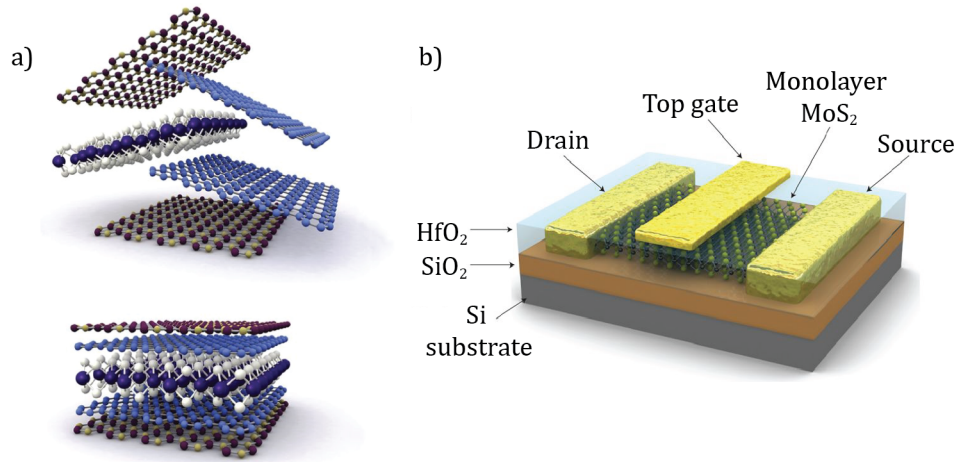 a)
b)
Monolayer
MoS₂
Top gate
Drain
Source
HfO₂
SiO₂
Si
substrate